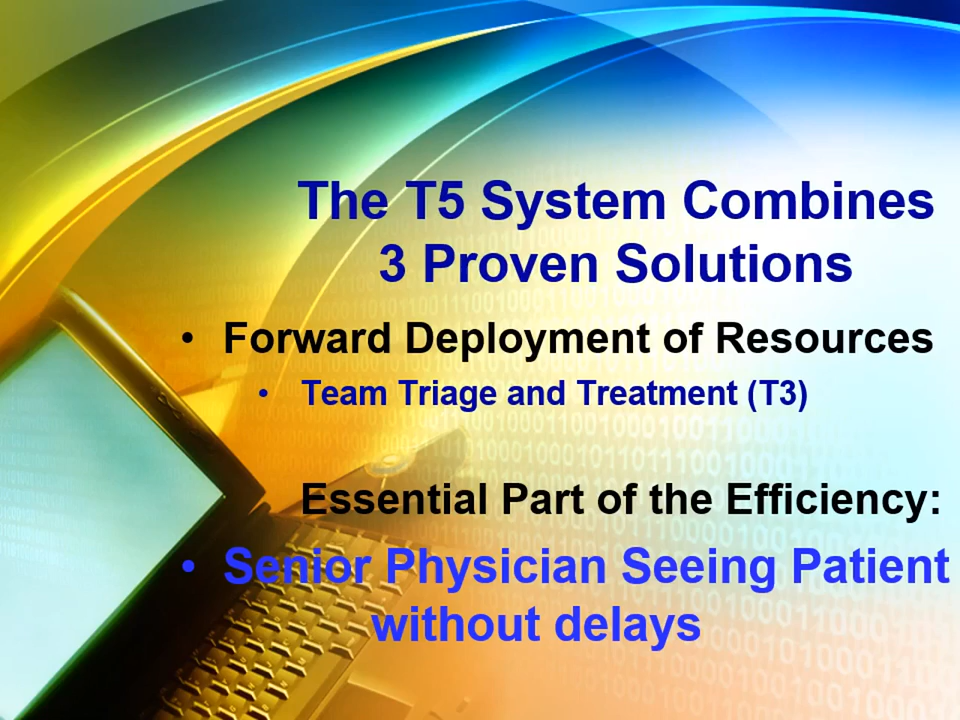 The T5 System Combines
3 Proven Solutions
• Forward Deployment of Resources
• Team Triage and Treatment (T3)
Essential Part of the Efficiency:
• Senior Physician Seeing Patient
without delays